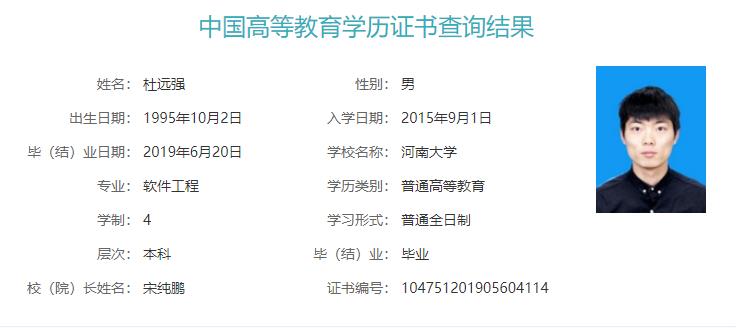 中国高等教育学历证书查询结果
姓名： 杜远强 性别： 男
出生日期： 1995年10月2日 入学日期： 2015年9月1日
毕（结）业日期： 2019年6月20日 学校名称： 河南大学
专业： 软件工程 学历类别： 普通高等教育
学制： 4 学习形式： 普通全日制
层次： 本科 毕（结）业： 毕业
校（院）长姓名： 宋纯鹏 证书编号： 104751201905604114